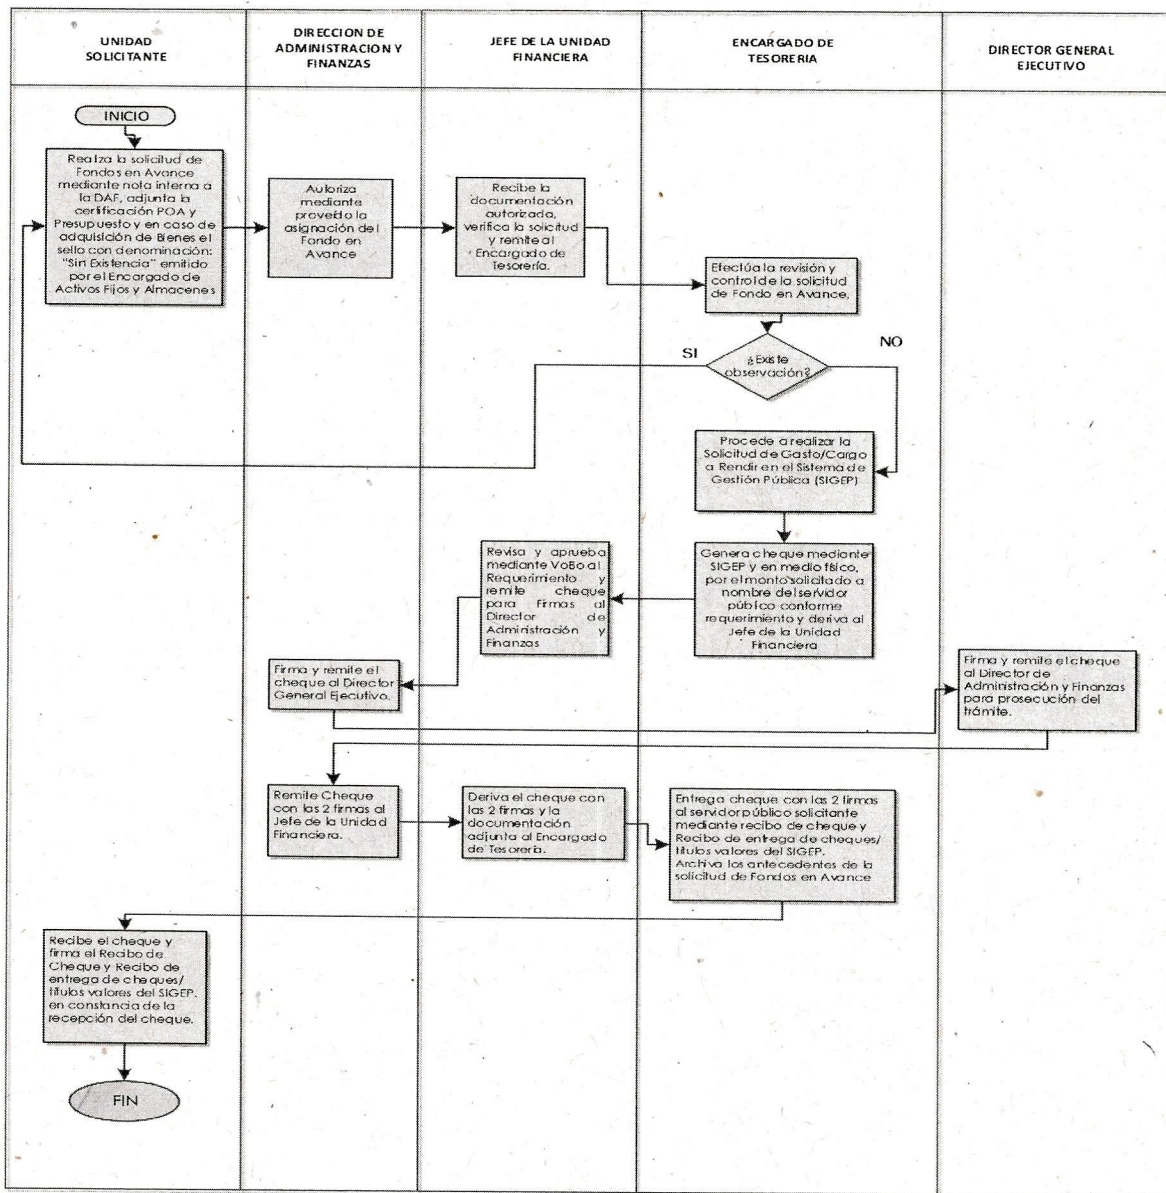 UNIDAD
SOLICITANTE
DIRECCION DE
ADMINISTRACION Y
FINANZAS
JEFE DE LA UNIDAD
FINANCIERA
ENCARGADO DE
TESORERIA
DIRECTOR GENERAL
EJECUTIVO
INICIO
Realza la solicitud de
Fondos en Avance
mediante nota interna a
la DAF, adjunta la
certificación POA y
Presupuesto y en caso de
adquisición de Bienes el
sello con denominación:
"Sin Existencia" emitido
por el Encargado de
Activos Fijos y Almacenes
Autoriza
mediante
proveído la
asignación del
Fondo en
Avance
Recibe la
documentación
autorizada,
verifica la solicitud
y remite al
Encargado de
Tesorería.
Efectúa la revisión y
control de la solicitud
de Fondo en Avance.
SI
¿Existe
observación?
NO
Procede a realizar la
Solicitud de Gasto/Cargo
a Rendir en el Sistema de
Gestión Pública (SIGEP)
Genera cheque mediante
SIGEP y en medio físico,
por el monto solicitado a
nombre del servidor
público conforme
requerimiento y deriva al
Jefe de la Unidad
Financiera
Revisa y aprueba
mediante VoBo al
Requerimiento y
remite cheque
para Firmas al
Director de
Administración y
Finanzas
Firma y remite el
cheque al Director
General Ejecutivo.
Firma y remite el cheque
al Director de
Administración y Finanzas
para prosecución del
trámite.
Remite Cheque
con las 2 firmas al
Jefe de la Unidad
Financiera.
Deriva el cheque con
las 2 firmas y la
documentación
adjunta al Encargado
de Tesorería.
Entrega cheque con las 2 firmas
al servidor público solicitante
mediante recibo de cheque y
Recibo de entrega de cheques/
títulos valores del SIGEP.
Archiva los antecedentes de la
solicitud de Fondos en Avance
Recibe el cheque y
firma el Recibo de
Cheque y Recibo de
entrega de cheques/
títulos valores del SIGEP.
en constancia de la
recepción del cheque.
FIN